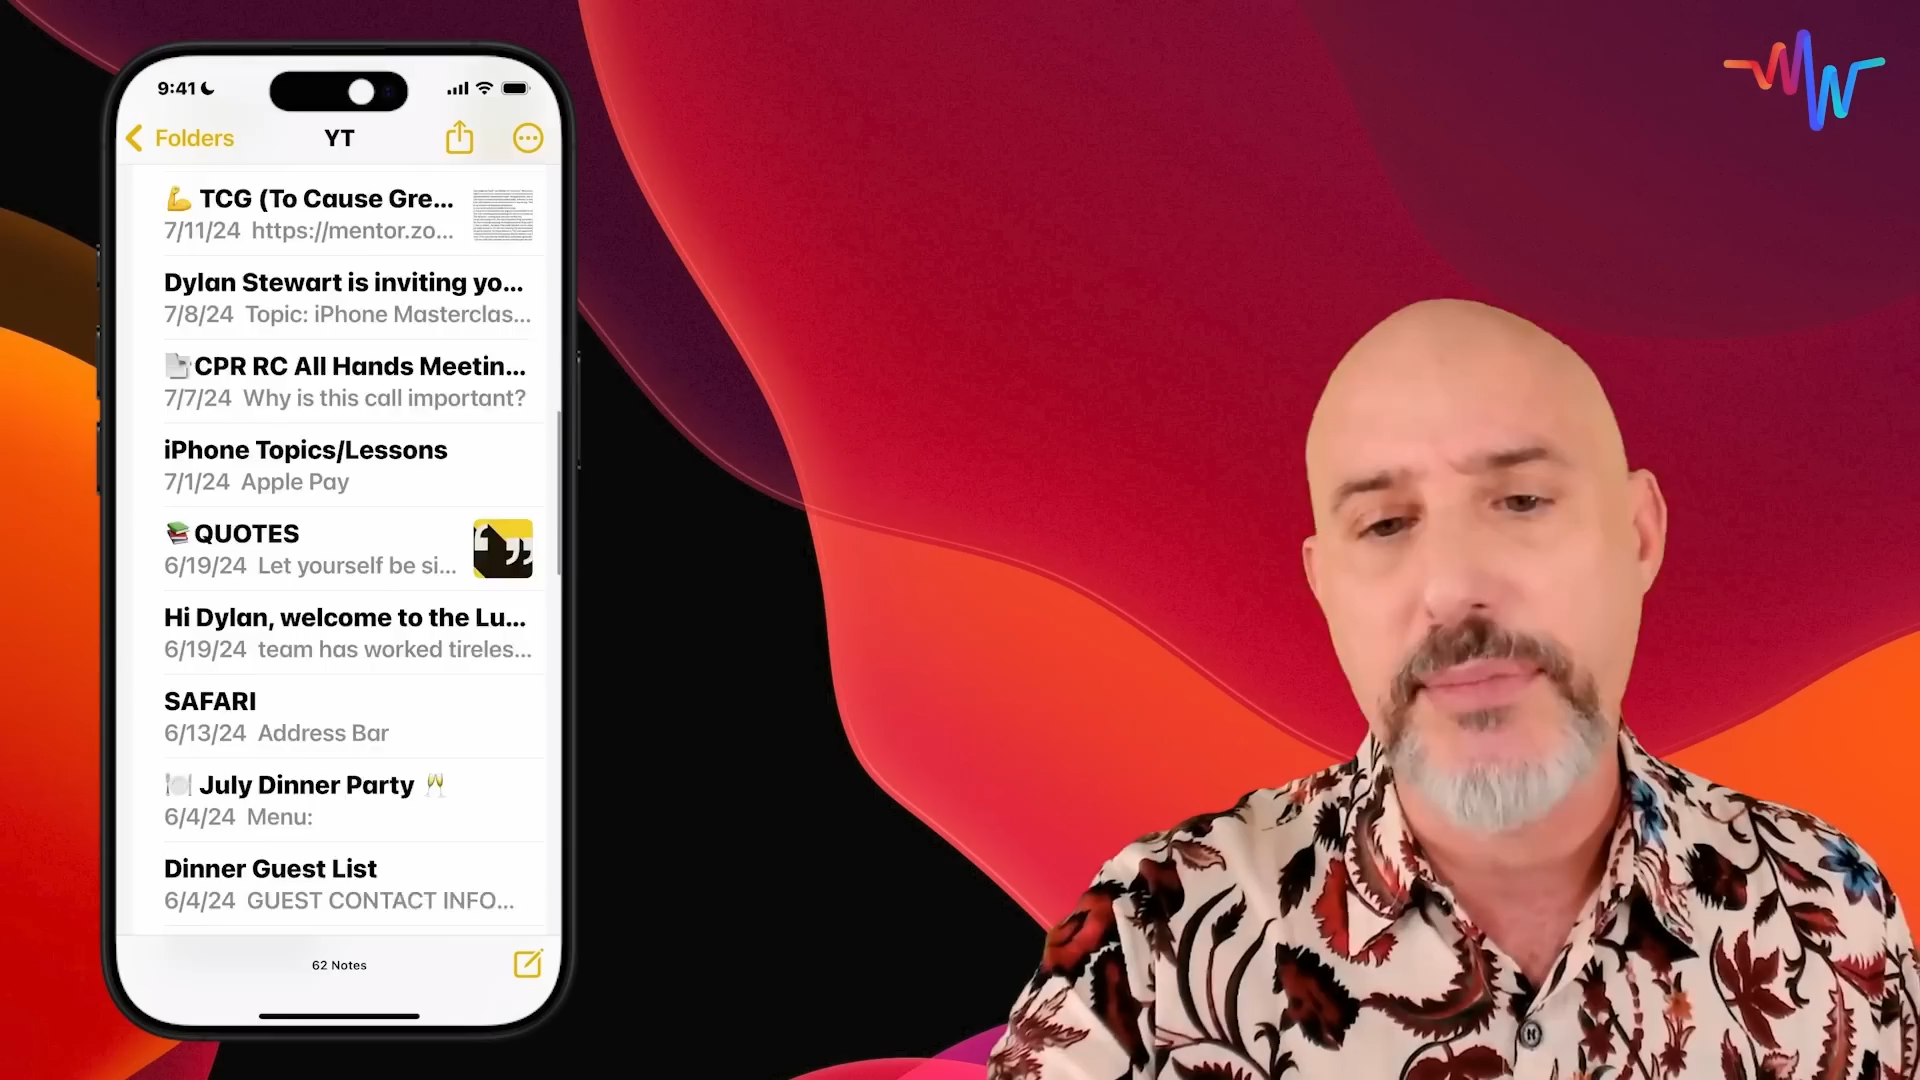 9:41
Folders
YT
💪 TCG (To Cause Gre...
7/11/24 https://mentor.zo...
Dylan Stewart is inviting yo...
7/8/24 Topic: iPhone Masterclas...
CPR RC All Hands Meetin...
7/7/24 Why is this call important?
iPhone Topics/Lessons
7/1/24 Apple Pay
📚QUOTES
6/19/24 Let yourself be si...
Hi Dylan, welcome to the Lu...
6/19/24 team has worked tireles...
SAFARI
6/13/24 Address Bar
🍽️ July Dinner Party 🥂
6/4/24 Menu:
Dinner Guest List
6/4/24 GUEST CONTACT INFO...
62 Notes